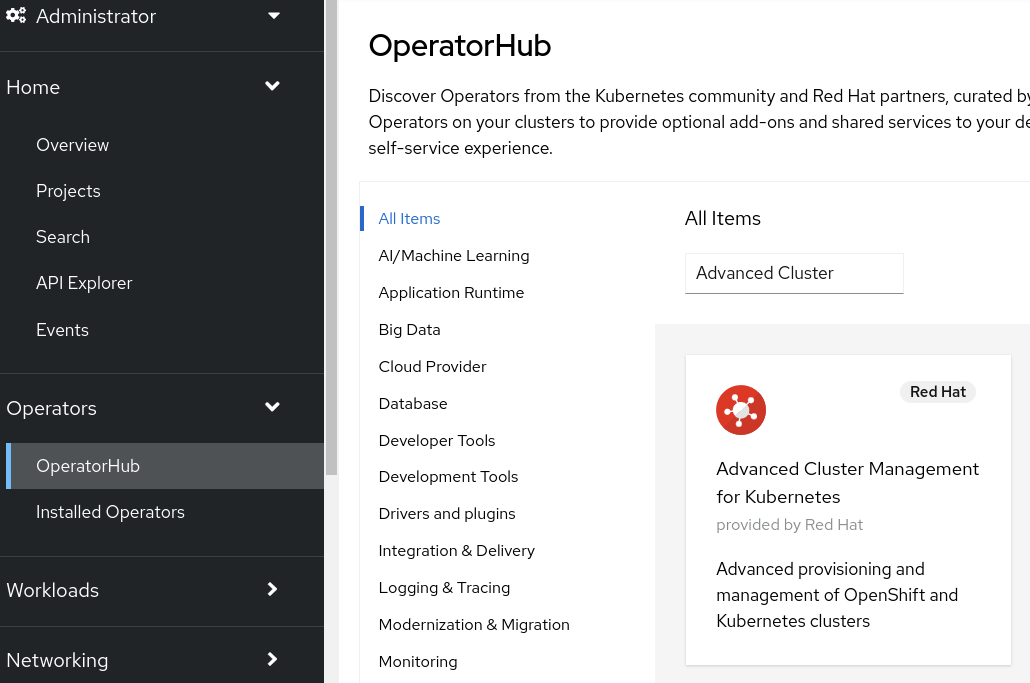 Administrator
Home
Overview
Projects
Search
API Explorer
Events
Operators
OperatorHub
Installed Operators
Workloads
Networking
OperatorHub
Discover Operators from the Kubernetes community and Red Hat partners, curated by
Operators on your clusters to provide optional add-ons and shared services to your de
self-service experience.
All Items
AI/Machine Learning
Application Runtime
Big Data
Cloud Provider
Database
Developer Tools
Development Tools
Drivers and plugins
Integration & Delivery
Logging & Tracing
Modernization & Migration
Monitoring
All Items
Advanced Cluster
Red Hat
Advanced Cluster Management
for Kubernetes
provided by Red Hat
Advanced provisioning and
management of OpenShift and
Kubernetes clusters